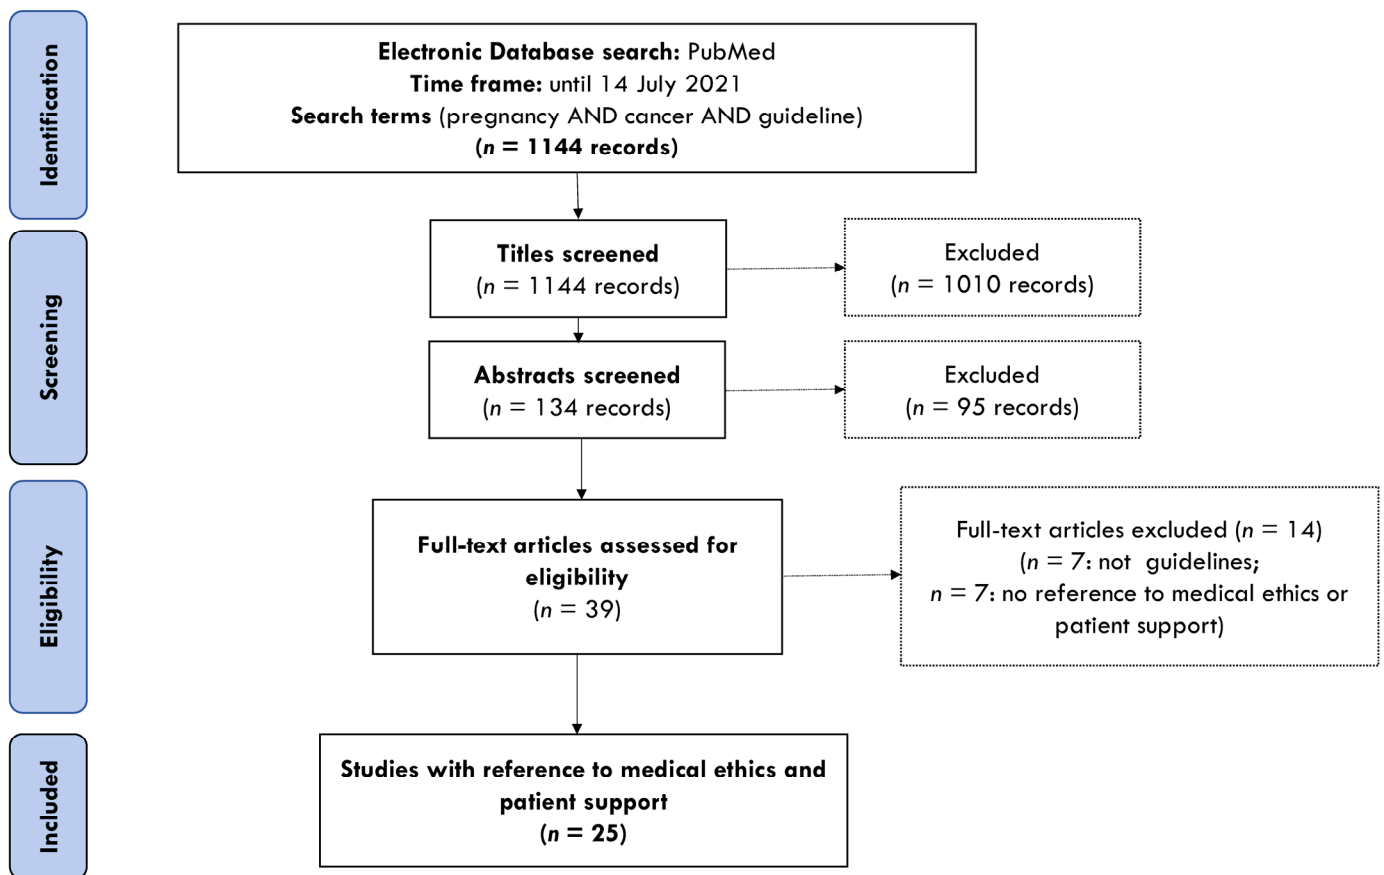 Identification
Electronic Database search: PubMed
Time frame: until 14 July 2021
Search terms (pregnancy AND cancer AND guideline)
(n = 1144 records)
Screening
Titles screened
(n = 1144 records)
Excluded
(n = 1010 records)
Abstracts screened
(n = 134 records)
Excluded
(n = 95 records)
Eligibility
Full-text articles assessed for
eligibility
(n = 39)
Full-text articles excluded (n = 14)
(n = 7: not guidelines;
n = 7: no reference to medical ethics or
patient support)
Included
Studies with reference to medical ethics and
patient support
(n = 25)